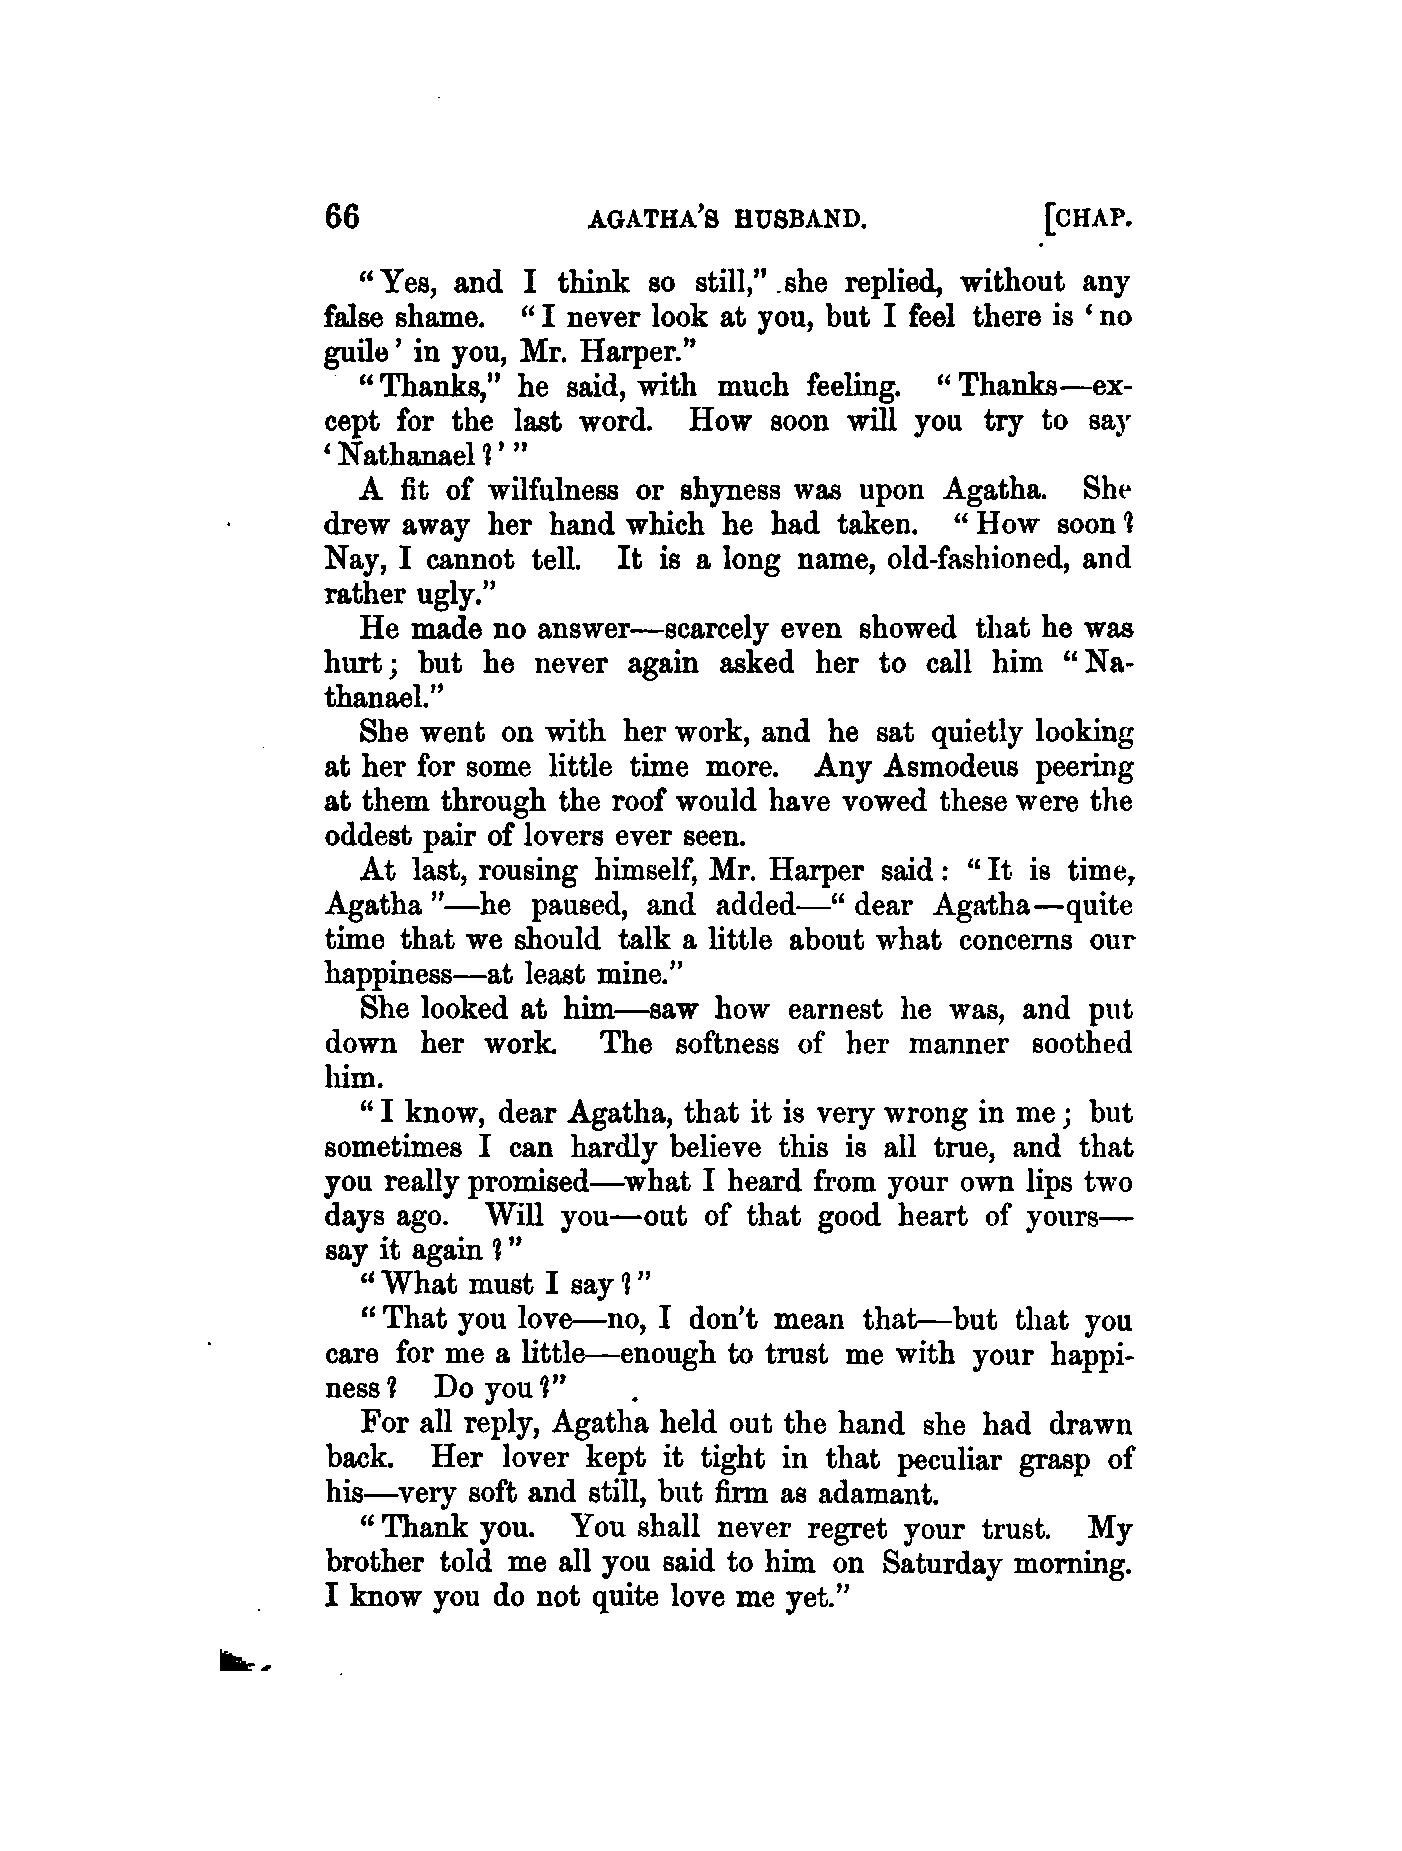 66 AGATHA'S HUSBAND. [CHAP.
"Yes, and I think so still," she replied, without any
false shame. "I never look at you, but I feel there is 'no
guile' in you, Mr. Harper."
"Thanks," he said, with much feeling. "Thanks—ex-
cept for the last word. How soon will you try to say
'Nathanael?'"
A fit of wilfulness or shyness was upon Agatha. She
drew away her hand which he had taken. "How soon?
Nay, I cannot tell. It is a long name, old-fashioned, and
rather ugly."
He made no answer—scarcely even showed that he was
hurt; but he never again asked her to call him "Na-
thanael."
She went on with her work, and he sat quietly looking
at her for some little time more. Any Asmodeus peering
at them through the roof would have vowed these were the
oddest pair of lovers ever seen.
At last, rousing himself, Mr. Harper said: "It is time,
Agatha"—he paused, and added—"dear Agatha—quite
time that we should talk a little about what concerns our
happiness—at least mine."
She looked at him—saw how earnest he was, and put
down her work. The softness of her manner soothed
him.
"I know, dear Agatha, that it is very wrong in me; but
sometimes I can hardly believe this is all true, and that
you really promised—what I heard from your own lips two
days ago. Will you—out of that good heart of yours—
say it again?"
"What must I say?"
"That you love—no, I don't mean that—but that you
care for me a little—enough to trust me with your happi-
ness? Do you?"
For all reply, Agatha held out the hand she had drawn
back. Her lover kept it tight in that peculiar grasp of
his—very soft and still, but firm as adamant.
"Thank you. You shall never regret your trust. My
brother told me all you said to him on Saturday morning.
I know you do not quite love me yet."